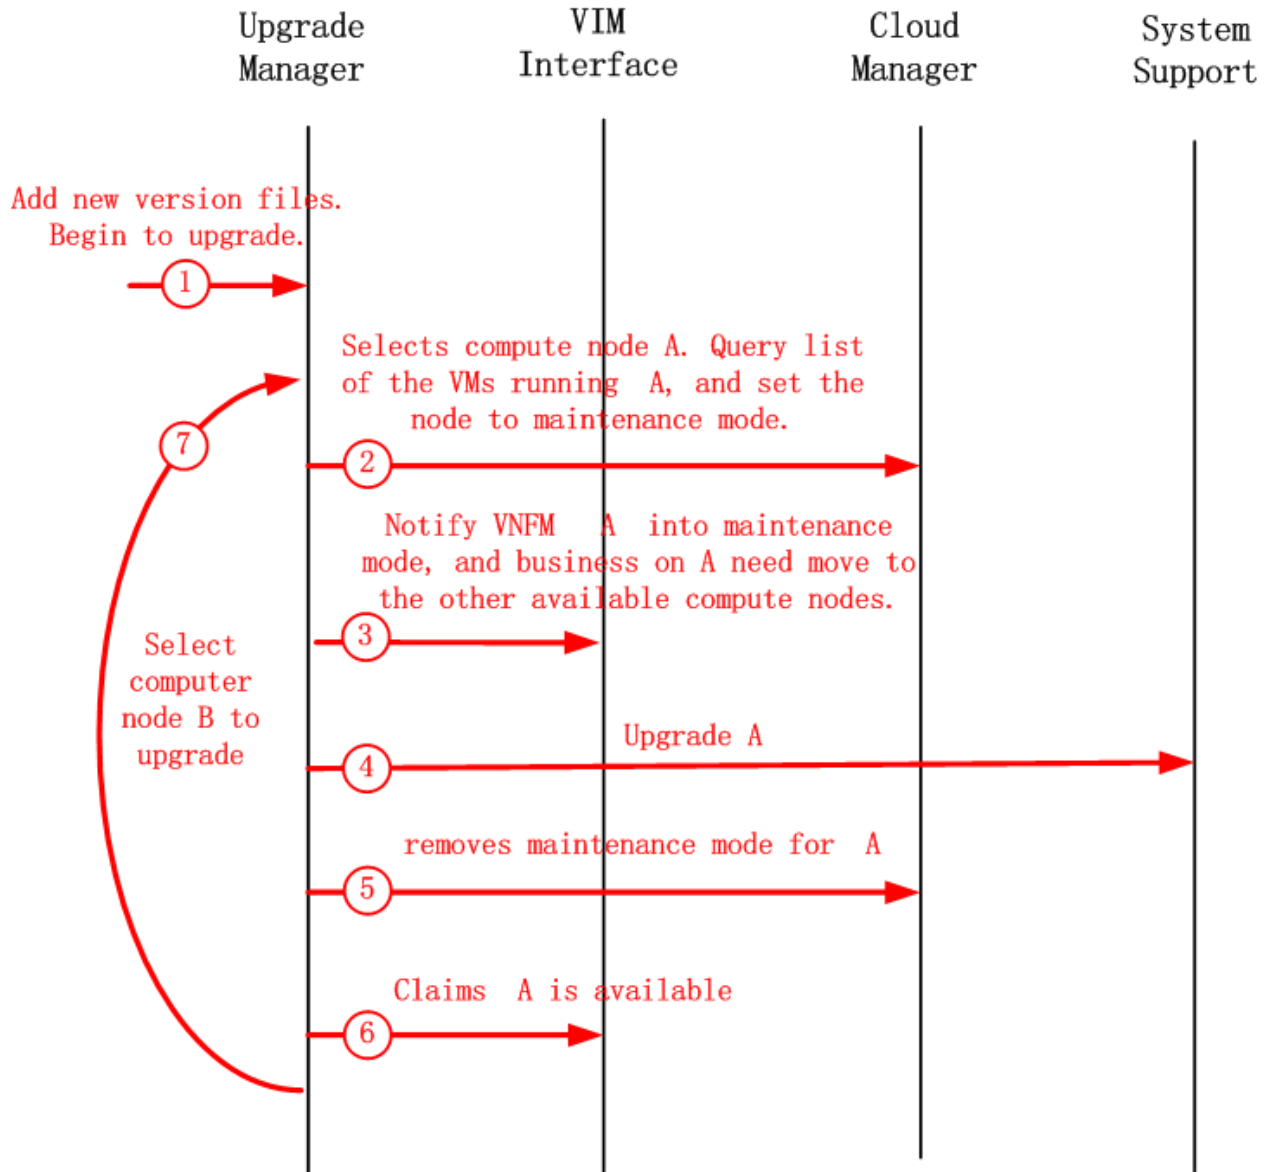 Upgrade
Manager
VIM
Interface
Cloud
Manager
System
Support
Add new version files.
Begin to upgrade.
1
Selects compute node A. Query list
of the VMs running A, and set the
node to maintenance mode.
7
2
Notify VNFM A into maintenance
mode, and business on A need move to
the other available compute nodes.
3
Select
computer
node B to
upgrade
Upgrade A
4
removes maintenance mode for A
5
Claims A is available
6